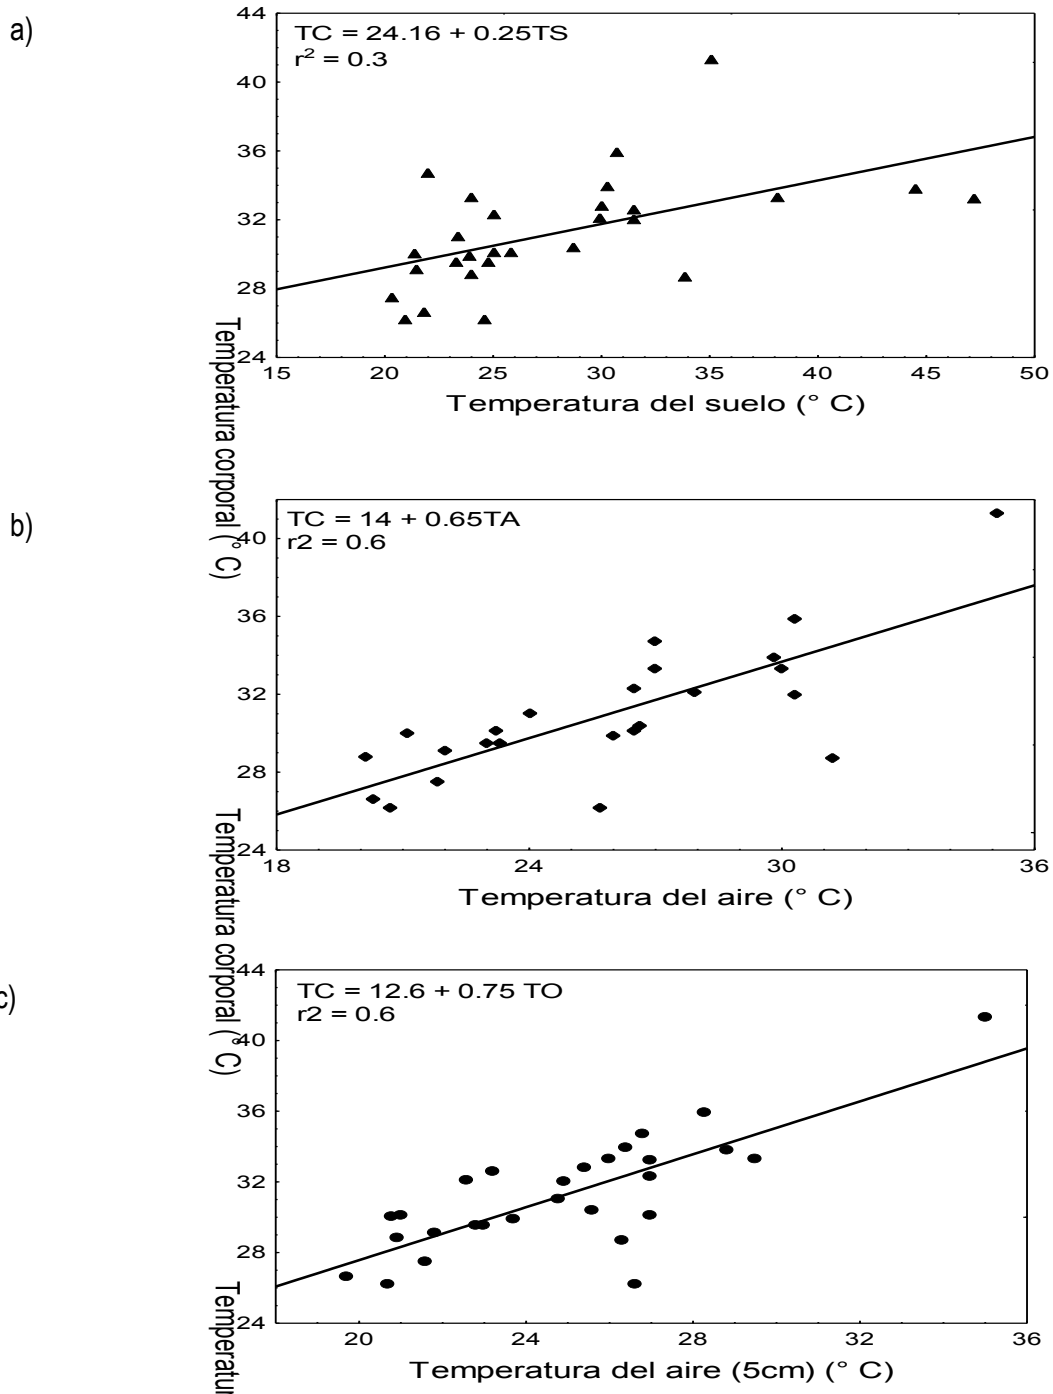 a)
TC = 24.16 + 0.25TS
r² = 0.3
44
40
36
32
28
24
15 20 25 30 35 40 45 50
Temperatura del suelo (° C)
Temperatura corporal (° C)
b)
TC = 14 + 0.65TA
r2 = 0.6
40
36
32
28
24
18 24 30 36
Temperatura del aire (° C)
Temperatura corporal (° C)
c)
TC = 12.6 + 0.75 TO
r2 = 0.6
44
40
36
32
28
24
20 24 28 32 36
Temperatura del aire (5cm) (° C)
Temperatur